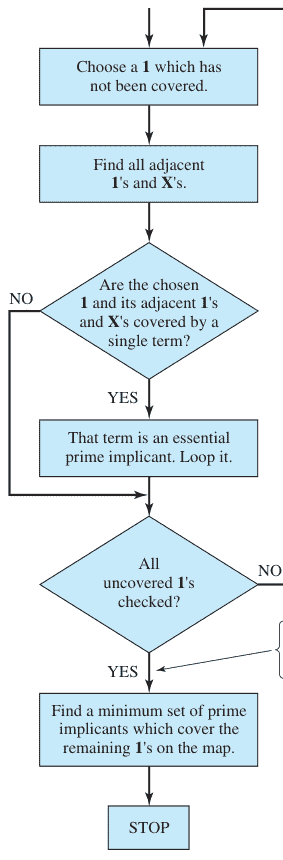 Choose a 1 which has
not been covered.
Find all adjacent
1's and X's.
Are the chosen
1 and its adjacent 1's
and X's covered by a
single term?
NO
YES
That term is an essential
prime implicant. Loop it.
All
uncovered 1's
checked?
NO
YES
Find a minimum set of prime
implicants which cover the
remaining 1's on the map.
STOP